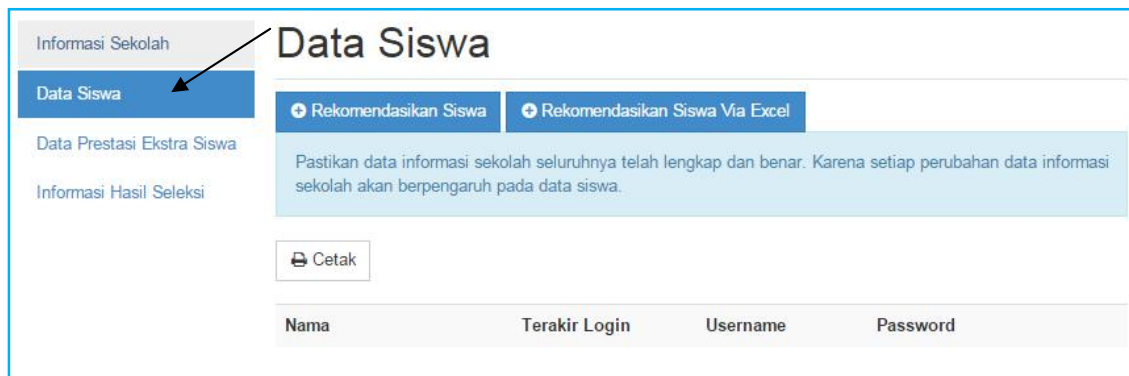 Informasi Sekolah
Data Siswa
Data Prestasi Ekstra Siswa
Informasi Hasil Seleksi
Data Siswa
Rekomendasikan Siswa
Rekomendasikan Siswa Via Excel
Pastikan data informasi sekolah seluruhnya telah lengkap dan benar. Karena setiap perubahan data informasi
sekolah akan berpengaruh pada data siswa.
Cetak
Nama Terakir Login Username Password